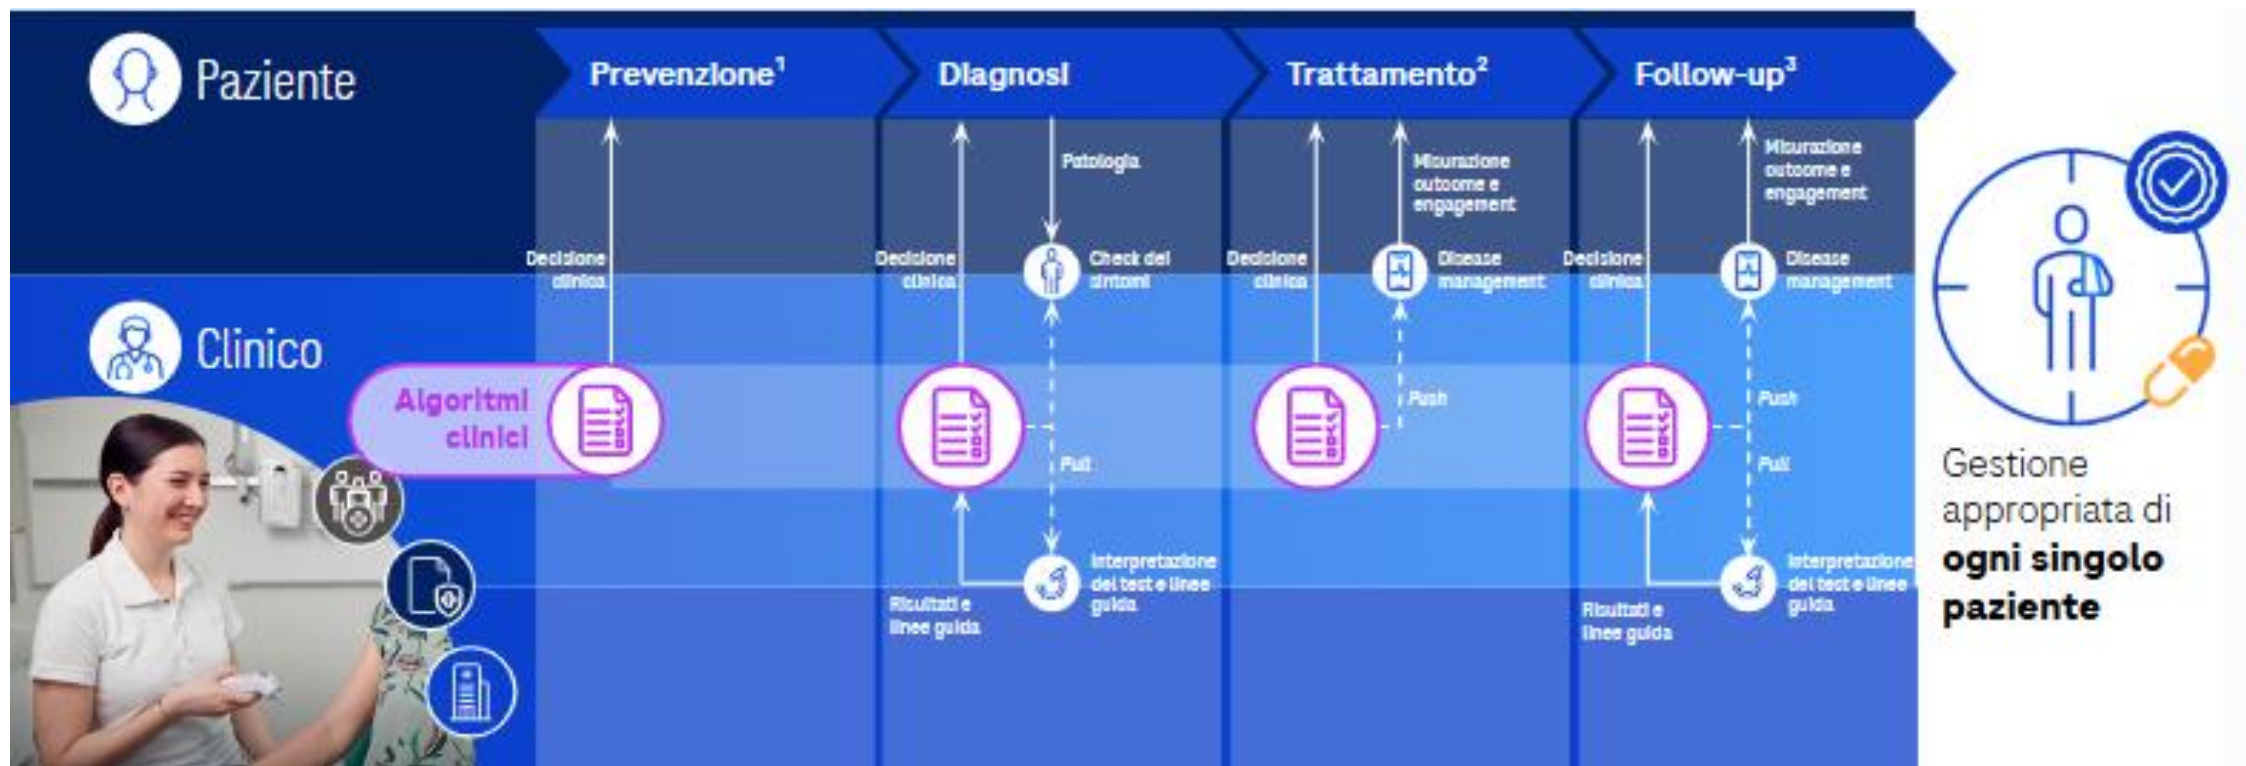 Paziente
Prevenzione¹
Diagnosi
Trattamento²
Follow-up³
Patologia
Misurazione
outcome e
engagement
Misurazione
outcome e
engagement
Decisione
clinica
Decisione
clinica
Check dei
sintomi
Decisione
clinica
Disease
management
Decisione
clinica
Disease
management
Clinico
Algoritmi
clinici
Push
Push
Pull
Pull
Interpretazione
dei test e linee
guida
Interpretazione
dei test e linee
guida
Risultati e
linee guida
Risultati e
linee guida
Gestione
appropriata di
ogni singolo
paziente